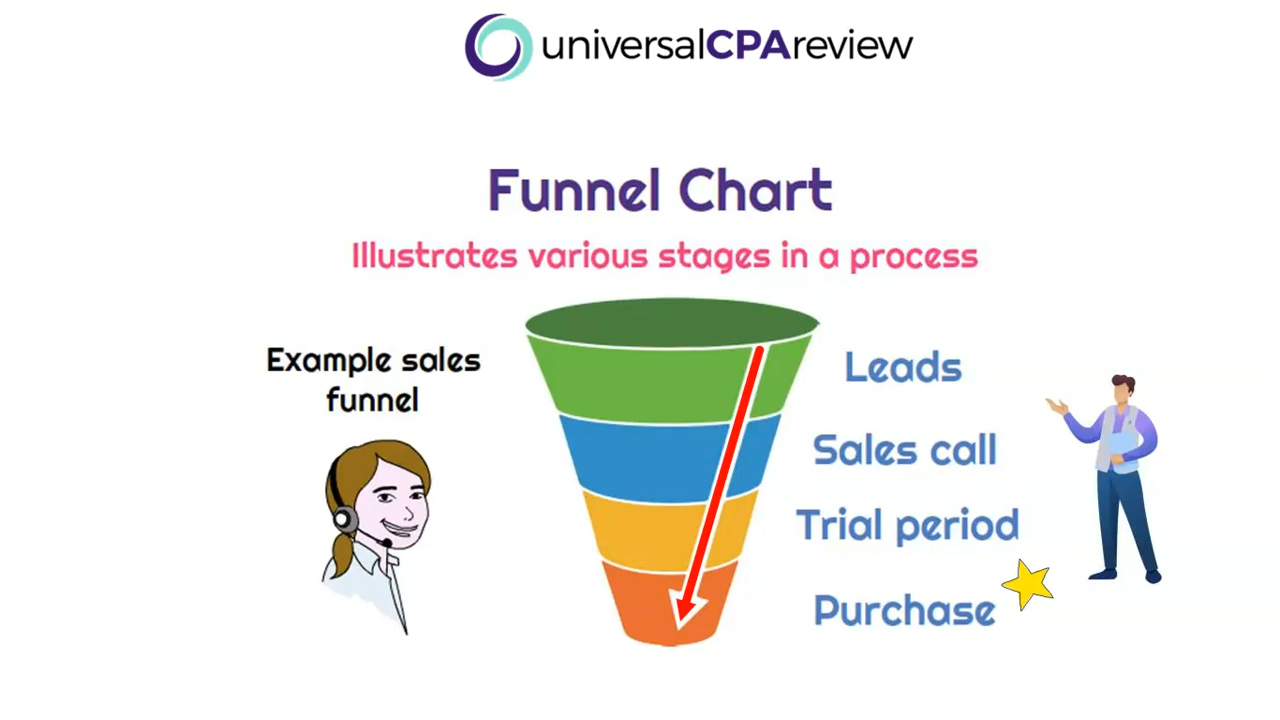 universalCPAreview
Funnel Chart
Illustrates various stages in a process
Example sales
funnel
Leads
Sales call
Trial period
Purchase